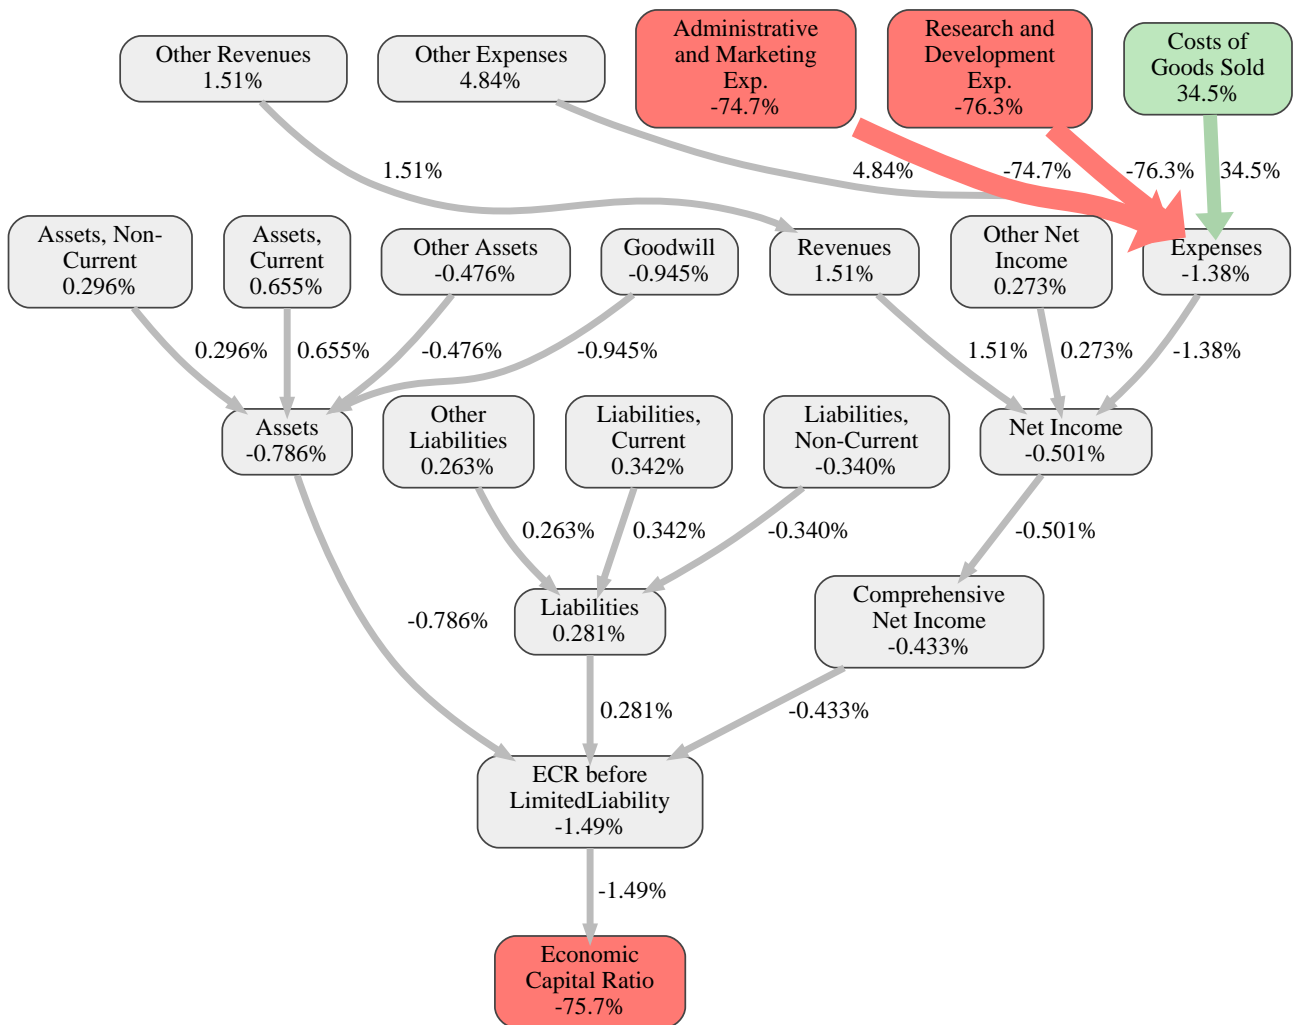 Other Revenues
1.51%
Other Expenses
4.84%
Administrative
and Marketing
Exp.
-74.7%
Research and
Development
Exp.
-76.3%
Costs of
Goods Sold
34.5%
1.51%
4.84%
-74.7%
-76.3%
34.5%
Assets, Non-
Current
0.296%
Assets,
Current
0.655%
Other Assets
-0.476%
Goodwill
-0.945%
Revenues
1.51%
Other Net
Income
0.273%
Expenses
-1.38%
0.296%
0.655%
-0.476%
-0.945%
1.51%
0.273%
-1.38%
Assets
-0.786%
Other
Liabilities
0.263%
Liabilities,
Current
0.342%
Liabilities,
Non-Current
-0.340%
Net Income
-0.501%
0.263%
0.342%
-0.340%
-0.501%
-0.786%
Liabilities
0.281%
Comprehensive
Net Income
-0.433%
0.281%
-0.433%
ECR before
LimitedLiability
-1.49%
-1.49%
Economic
Capital Ratio
-75.7%